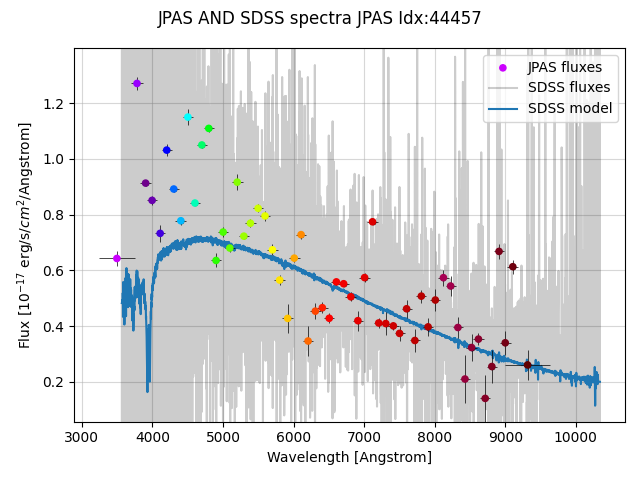 JPAS AND SDSS spectra JPAS Idx:44457
JPAS fluxes
SDSS fluxes
SDSS model
Flux [10⁻¹⁷ erg/s/cm²/Angstrom]
1.2
1.0
0.8
0.6
0.4
0.2
3000 4000 5000 6000 7000 8000 9000 10000
Wavelength [Angstrom]